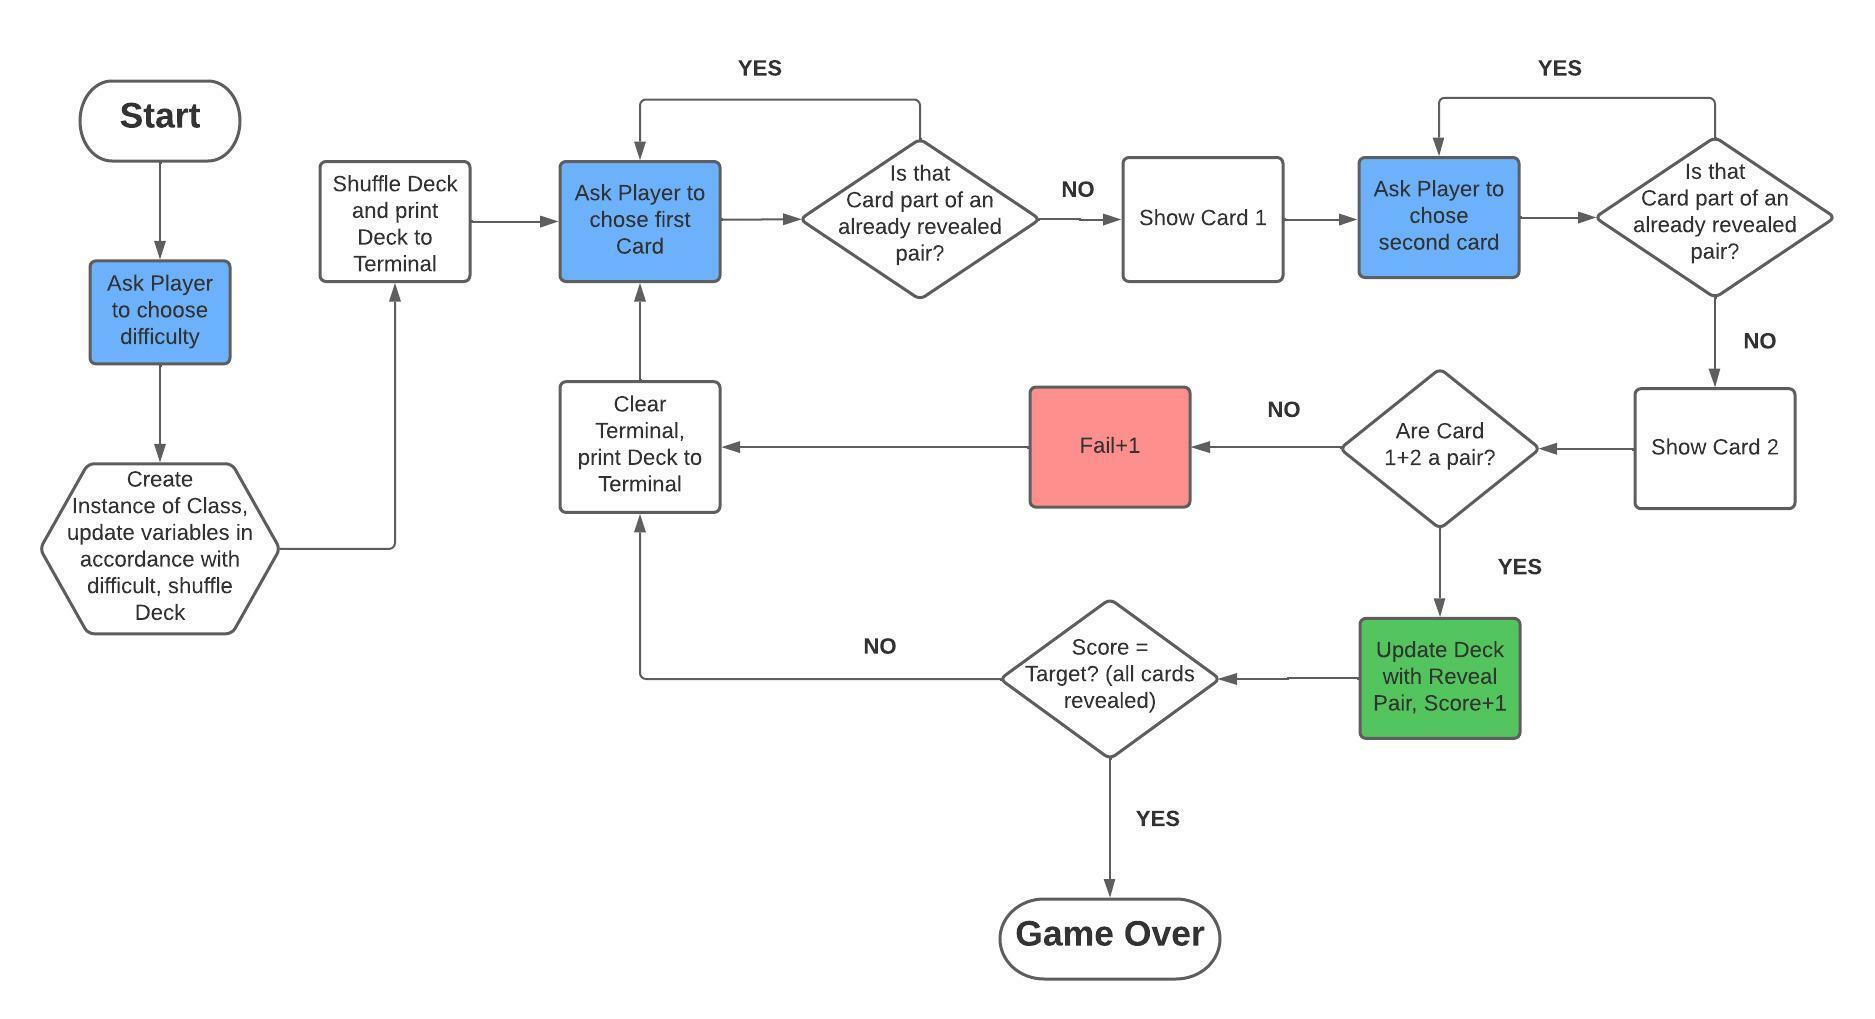 Start
Ask Player
to choose
difficulty
Create
Instance of Class,
update variables in
accordance with
difficult, shuffle
Deck
Shuffle Deck
and print
Deck to
Terminal
YES
Ask Player to
chose first
Card
Is that
Card part of an
already revealed
pair?
NO
Show Card 1
YES
Ask Player to
chose
second card
Is that
Card part of an
already revealed
pair?
NO
Show Card 2
Are Card
1+2 a pair?
NO
Fail+1
Clear
Terminal,
print Deck to
Terminal
YES
Update Deck
with Reveal
Pair, Score+1
Score =
Target? (all cards
revealed)
NO
YES
Game Over